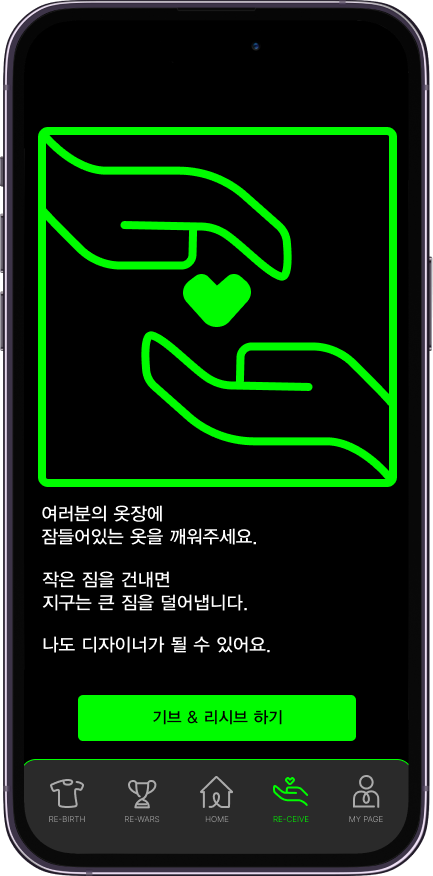 여러분의 옷장에
잠들어있는 옷을 깨워주세요.
작은 짐을 건내면
지구는 큰 짐을 덜어냅니다.
나도 디자이너가 될 수 있어요.
기브 & 리시브 하기
RE-BIRTH
RE-WARS
HOME
RE-CEIVE
MY PAGE